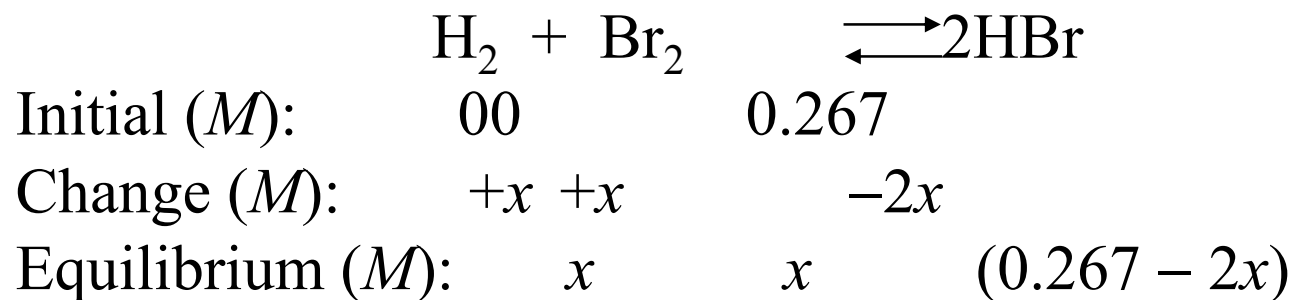 H₂ + Br₂ ⇌ 2HBr
Initial (M): 00 0.267
Change (M): +x +x −2x
Equilibrium (M): x x (0.267 – 2x)